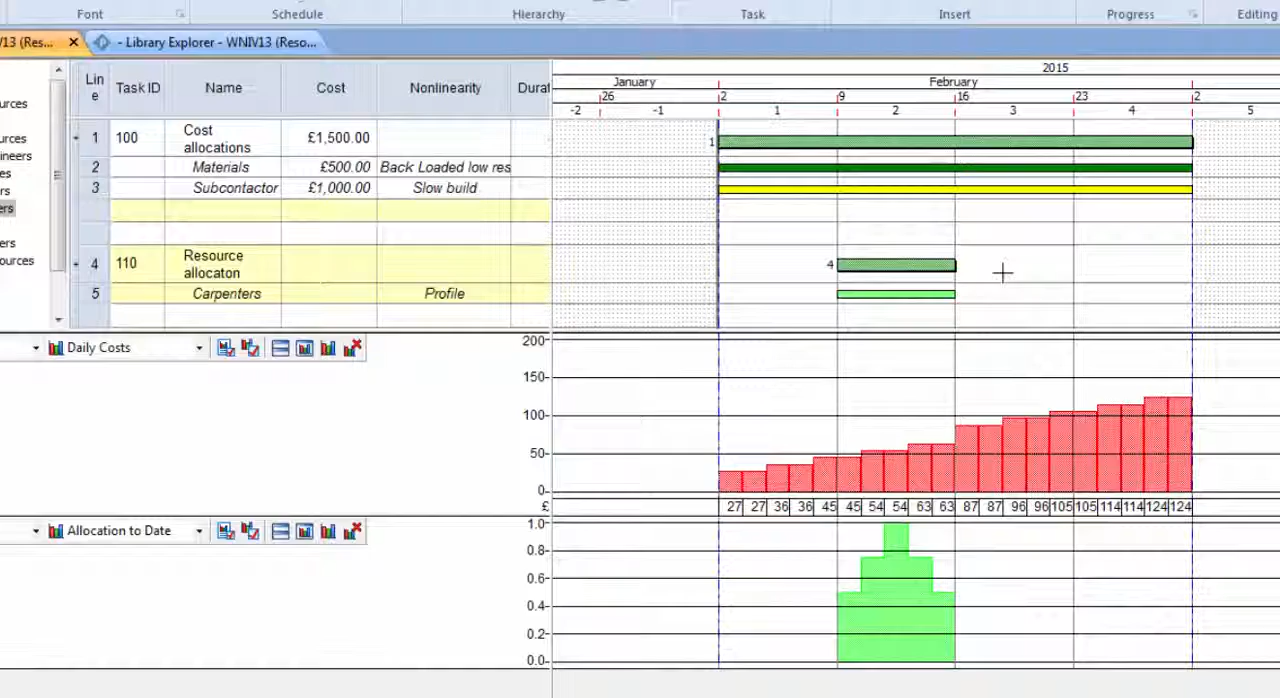 Font Schedule Hierarchy Task Insert Progress Editing
/13 (Res... - Library Explorer - WNIV13 (Reso...
2015
January February
26 2 9 16 23 2
-2 -1 1 2 3 4 5
Lin
e Task ID Name Cost Nonlinearity Durat
urces
urces
ineers
es
rs
ers
ers
ources
1 100 Cost
allocations £1,500.00 1
2 Materials £500.00 Back Loaded low res
3 Subcontactor £1,000.00 Slow build
4 110 Resource
allocaton 4
5 Carpenters Profile
Daily Costs
200
150
100
50
0
£ 27 27 36 36 45 45 54 54 63 63 87 87 96 96 105 105 114 114 124 124
Allocation to Date
1.0
0.8
0.6
0.4
0.2
0.0